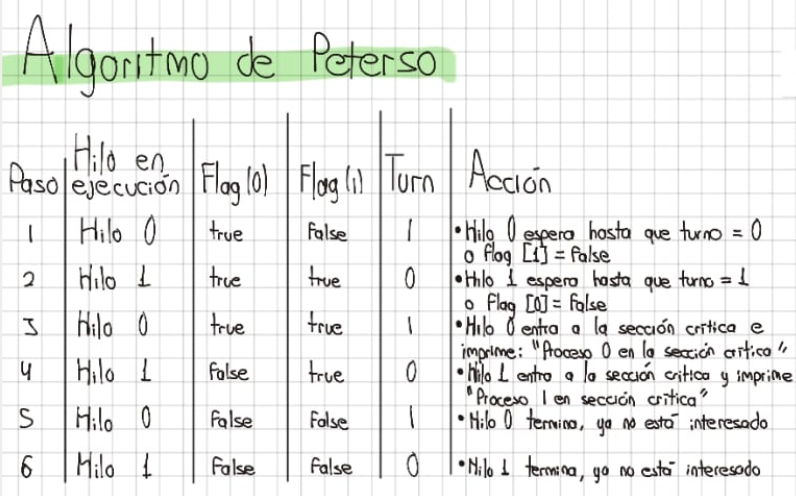 Algoritmo de Peterso
Paso Hilo en ejecución Flag(0) Flag(1) Turn Acción
1 Hilo 0 true False 1 • Hilo 0 espera hasta que turno = 0
o flag [1] = False
2 Hilo 1 true true 0 • Hilo 1 espera hasta que turno = 1
o Flag [0] = False
3 Hilo 0 true true 1 • Hilo 0 entra a la sección crítica e
imprime: "Proceso 0 en la sección crítica"
4 Hilo 1 False true 0 • Hilo 1 entra a la sección crítica y imprime
"Proceso 1 en sección crítica"
5 Hilo 0 False False 1 • Hilo 0 termina, ya no está interesado
6 Hilo 1 False False 0 • Hilo 1 termina, ya no está interesado